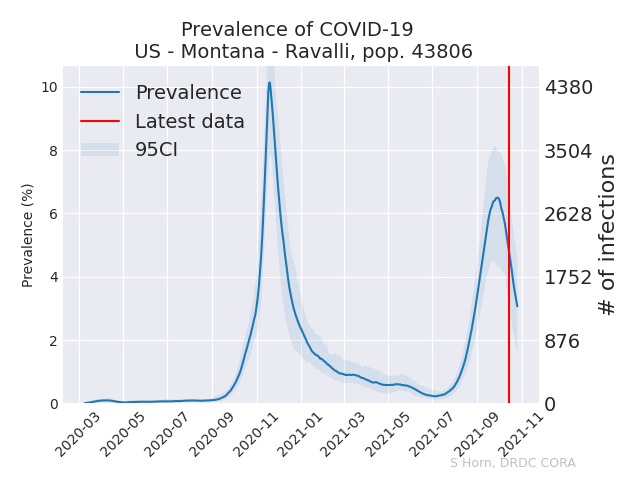 Prevalence of COVID-19
US - Montana - Ravalli, pop. 43806
Prevalence
Latest data
95CI
Prevalence (%)
10
8
6
4
2
0
4380
3504
2628
1752
876
0
# of infections
2020-03
2020-05
2020-07
2020-09
2020-11
2021-01
2021-03
2021-05
2021-07
2021-09
2021-11
S Horn, DRDC CORA